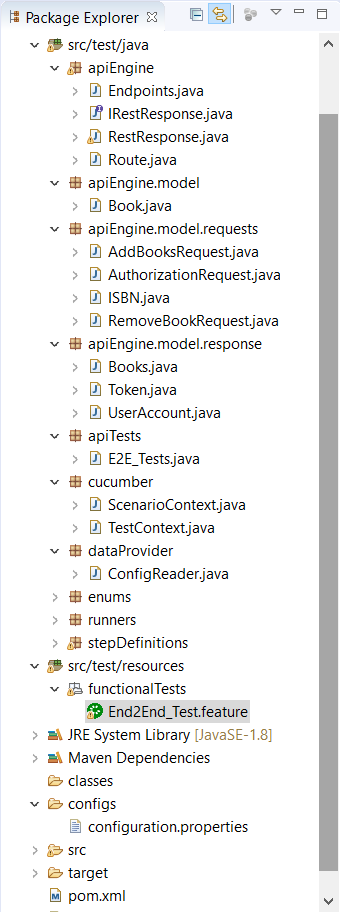 Package Explorer
src/test/java
apiEngine
Endpoints.java
IRestResponse.java
RestResponse.java
Route.java
apiEngine.model
Book.java
apiEngine.model.requests
AddBooksRequest.java
AuthorizationRequest.java
ISBN.java
RemoveBookRequest.java
apiEngine.model.response
Books.java
Token.java
UserAccount.java
apiTests
E2E_Tests.java
cucumber
ScenarioContext.java
TestContext.java
dataProvider
ConfigReader.java
enums
runners
stepDefinitions
src/test/resources
functionalTests
End2End_Test.feature
JRE System Library [JavaSE-1.8]
Maven Dependencies
classes
configs
configuration.properties
src
target
pom.xml